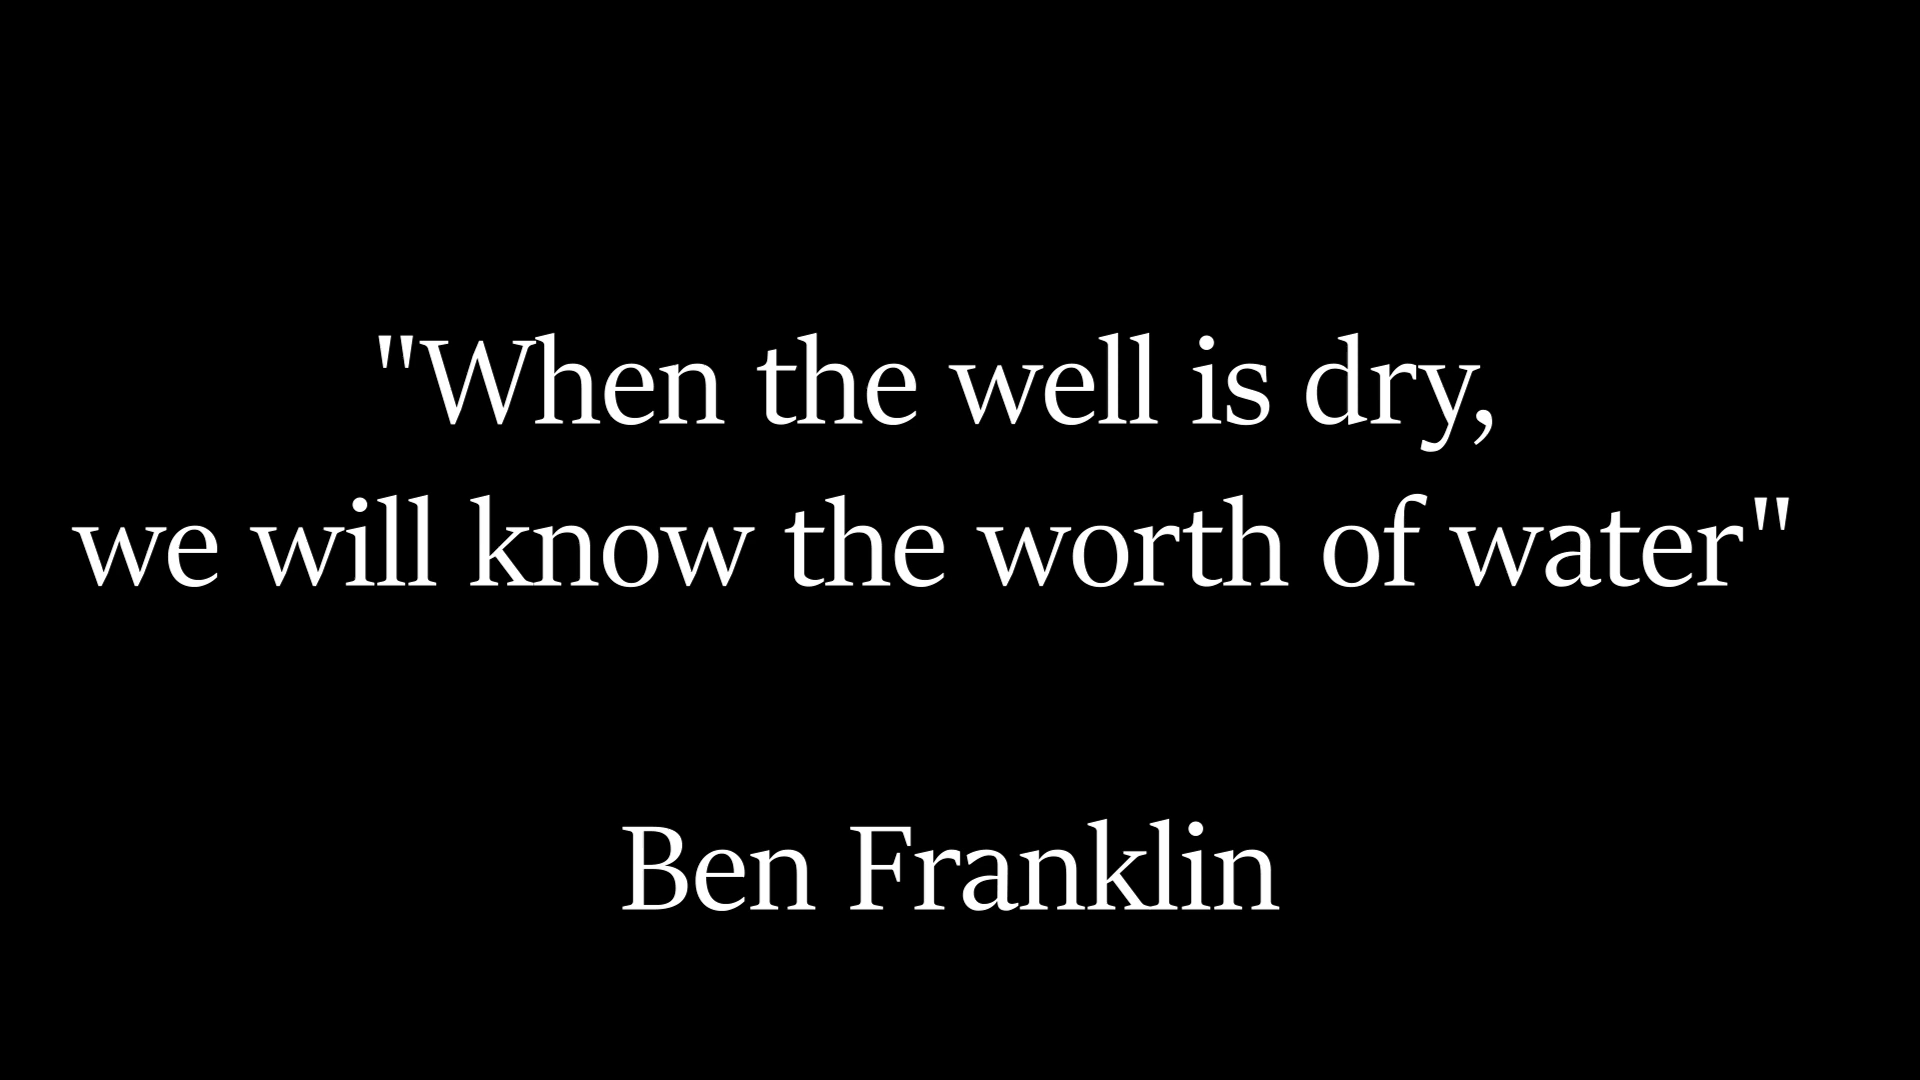 "When the well is dry,
we will know the worth of water"
Ben Franklin